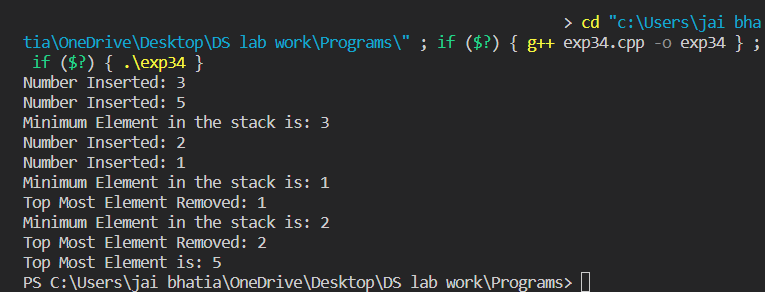 > cd "c:\Users\jai bha
tia\OneDrive\Desktop\DS lab work\Programs\" ; if ($?) { g++ exp34.cpp -o exp34 } ;
if ($?) { .\exp34 }
Number Inserted: 3
Number Inserted: 5
Minimum Element in the stack is: 3
Number Inserted: 2
Number Inserted: 1
Minimum Element in the stack is: 1
Top Most Element Removed: 1
Minimum Element in the stack is: 2
Top Most Element Removed: 2
Top Most Element is: 5
PS C:\Users\jai bhatia\OneDrive\Desktop\DS lab work\Programs>